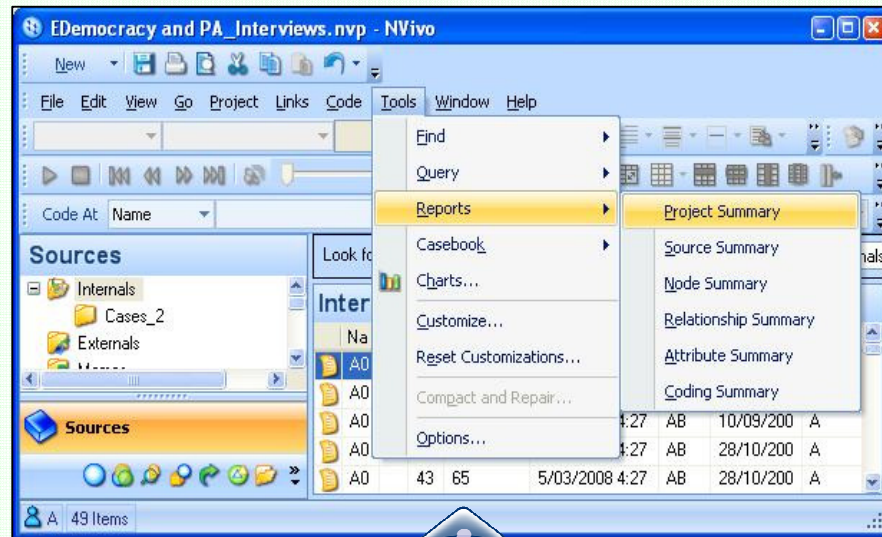 EDemocracy and PA_Interviews.nvp - NVivo
New
File Edit View Go Project Links Code Tools Window Help
Code At Name
Find
Query
Reports
Casebook
Charts...
Customize...
Reset Customizations...
Compact and Repair...
Options...
Project Summary
Source Summary
Node Summary
Relationship Summary
Attribute Summary
Coding Summary
Sources
Internals
Cases_2
Externals
Sources
Look fo
Inter
Na
A0
A0
A0 4:27 AB 10/09/200 A
A0 4:27 AB 28/10/200 A
A0 43 65 5/03/2008 4:27 AB 28/10/200 A
A 49 Items